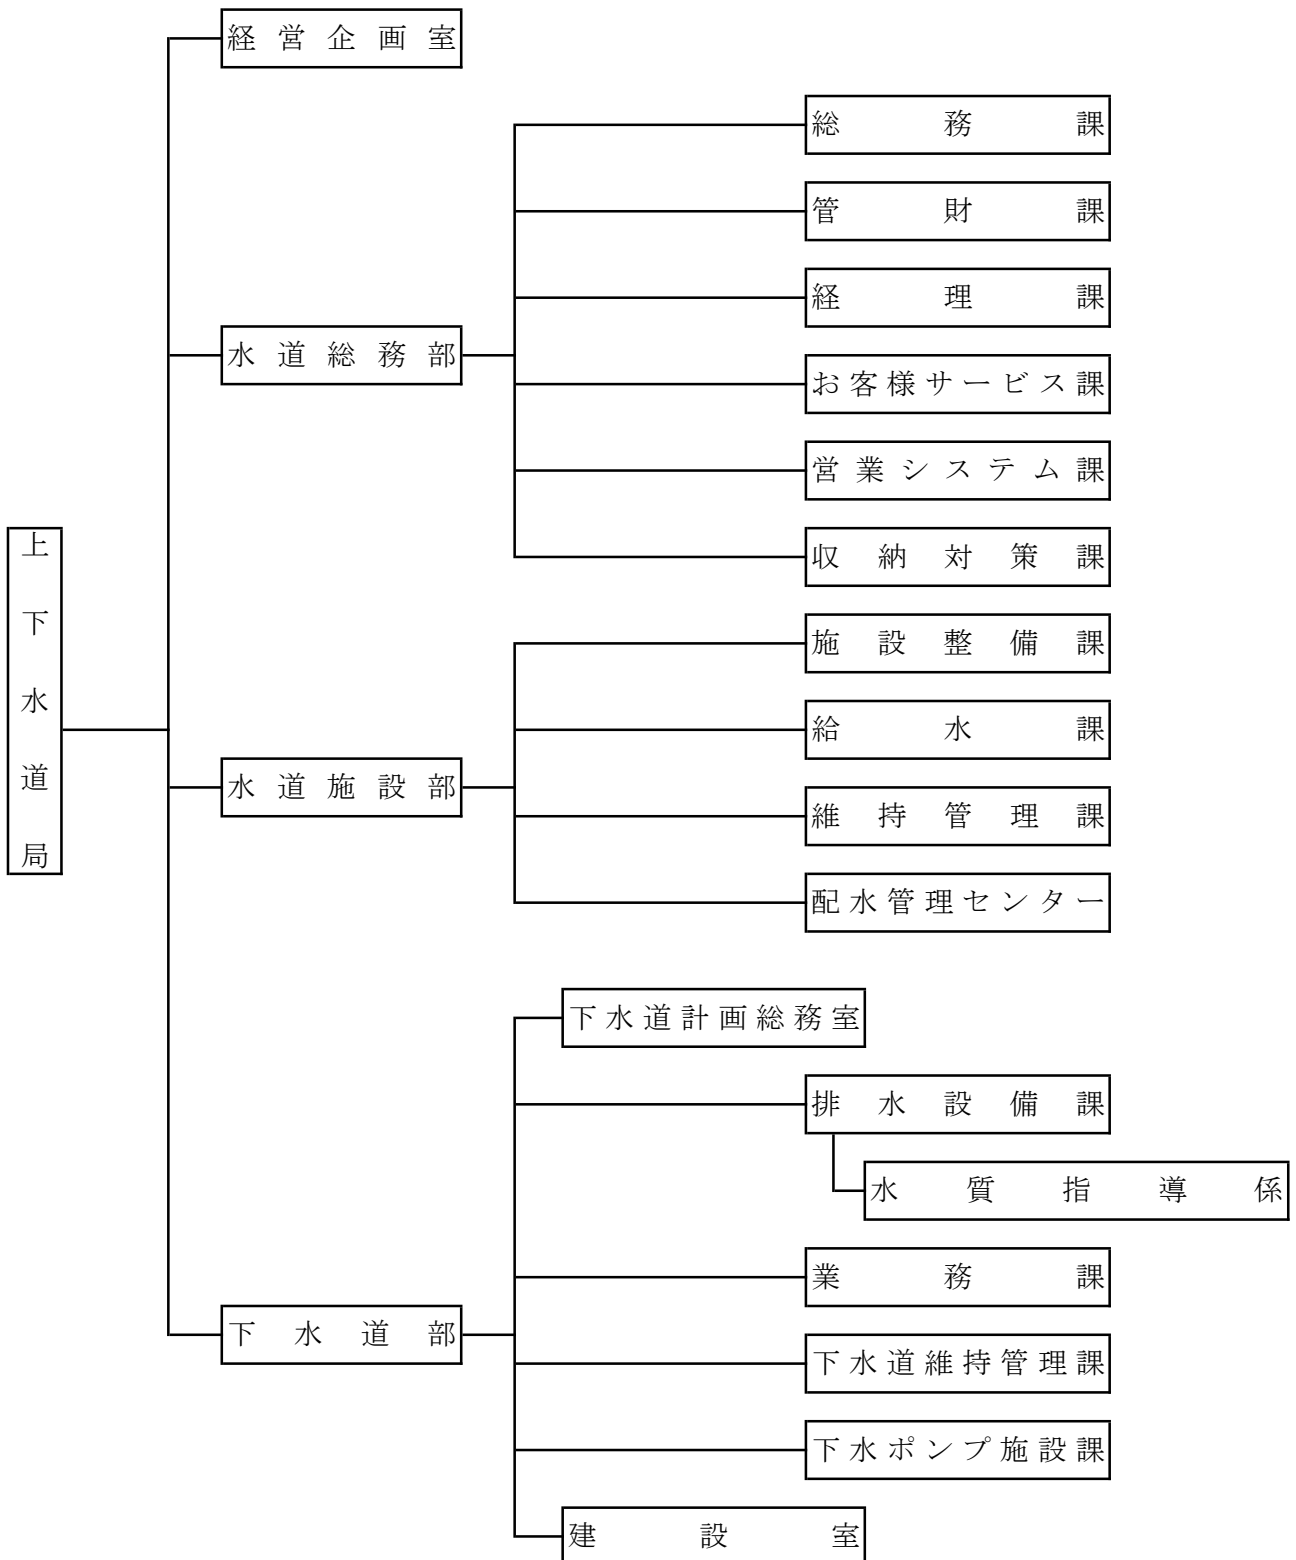 経営企画室
総務課
管財課
経理課
水道総務部
お客様サービス課
営業システム課
収納対策課
上下水道局
施設整備課
給水課
水道施設部
維持管理課
配水管理センター
下水道計画総務室
排水設備課
水質指導係
業務課
下水道部
下水道維持管理課
下水ポンプ施設課
建設室